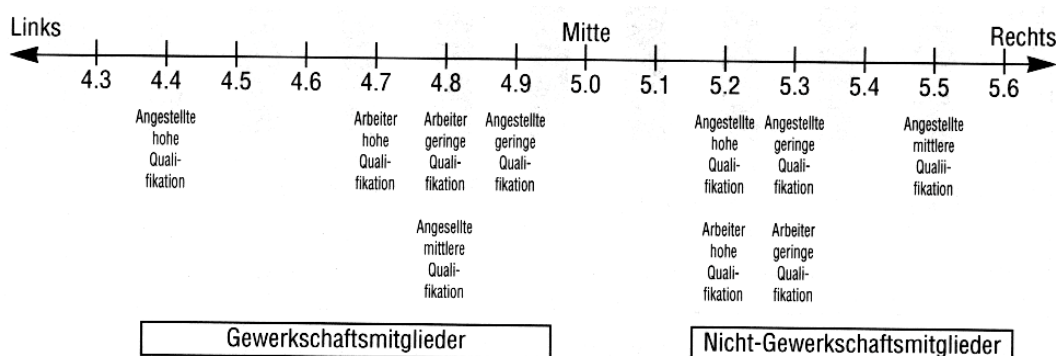 Links Mitte Rechts
4.3 4.4 4.5 4.6 4.7 4.8 4.9 5.0 5.1 5.2 5.3 5.4 5.5 5.6
Angestellte
hohe
Quali-
fikation
Arbeiter
hohe
Quali-
fikation
Arbeiter
geringe
Quali-
fikation
Angestellte
geringe
Quali-
fikation
Angestellte
hohe
Quali-
fikation
Angestellte
geringe
Quali-
fikation
Angestellte
mittlere
Qualii-
fikation
Angesellte
mittlere
Quali-
fikation
Arbeiter
hohe
Quali-
fikation
Arbeiter
geringe
Quali-
fikation
Gewerkschaftsmitglieder
Nicht-Gewerkschaftsmitglieder